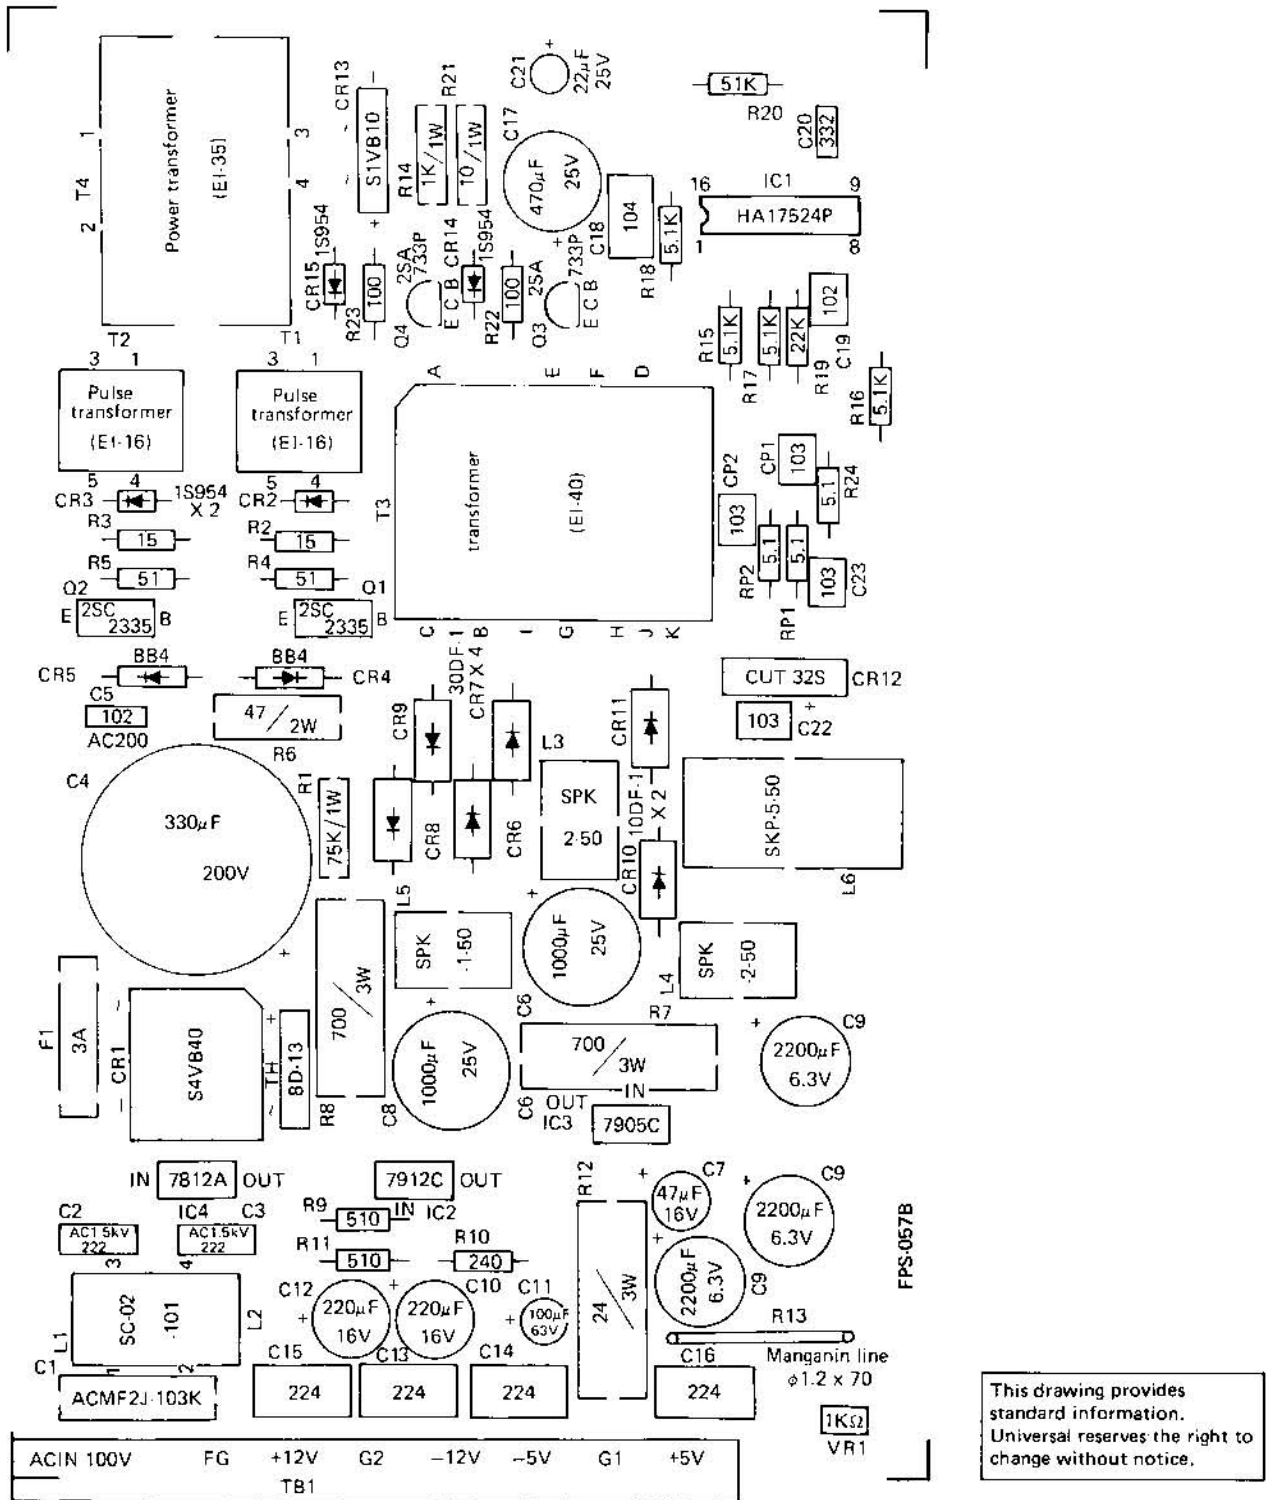 C21
+
22µF
25V
51K
R20
C20
332
CR13
~
S1VB10
~
+
R14
1K/1W
R21
10/1W
C17
470µF
25V
+
C18
104
R18
5.1K
16
IC1
9
HA17524P
1
8
1
T4
2
Power transformer
(EI-35)
3
4
1S954
CR15
R23
100
2SA
733P
E C B
Q4
CR14
1S954
R22
100
2SA
733P
E C B
Q3
R15
5.1K
R17
5.1K
22K
R19
102
C19
R16
5.1K
T2
3 1
Pulse
transformer
(EI-16)
5 4
T1
3 1
Pulse
transformer
(EI-16)
5 4
CR3
1S954
X 2
CR2
R3
15
R2
15
R5
51
R4
51
Q2
E
2SC
2335
B
Q1
E
2SC
2335
B
A
E
F
D
T3
transformer
(EI-40)
C
B
I
G
H
J
K
CP2
103
CP1
103
5.1
R24
RP2
5.1
5.1
RP1
103
C23
CR5
BB4
BB4
CR4
30DF-1
CR7 X 4
CUT 32S
CR12
C5
102
AC200
47/2W
R6
CR9
CR11
103
+
C22
C4
330µF
200V
+
R1
75K/1W
CR8
CR6
L3
SPK
2-50
10DF-1
X 2
CR10
SKP-5-50
L6
L5
SPK
-1-50
+
1000µF
25V
C6
SPK
-2-50
L4
F1
3A
~
CR1
−
S4VB40
+
TH
~
8D-13
700/3W
R8
+
1000µF
25V
C8
R7
700/3W
C6
OUT
IN
IC3
7905C
+
C9
2200µF
6.3V
IN
7812A
OUT
IC4
7912C
OUT
IN
IC2
C2
AC1.5kV
222
C3
AC1.5kV
222
R9
510
R11
510
R10
240
R12
24/3W
+
C7
47µF
16V
+
C9
2200µF
6.3V
+
2200µF
6.3V
C9
FPS-057B
3
4
SC-02
-101
L1
L2
1
2
C12
+
220µF
16V
+
C10
220µF
16V
C11
+
100µF
63V
R13
Manganin line
φ1.2 x 70
C1
ACMF2J-103K
C15
224
C13
224
C14
224
C16
224
1KΩ
VR1
ACIN 100V FG +12V G2 −12V −5V G1 +5V
TB1
This drawing provides
standard information.
Universal reserves the right to
change without notice.